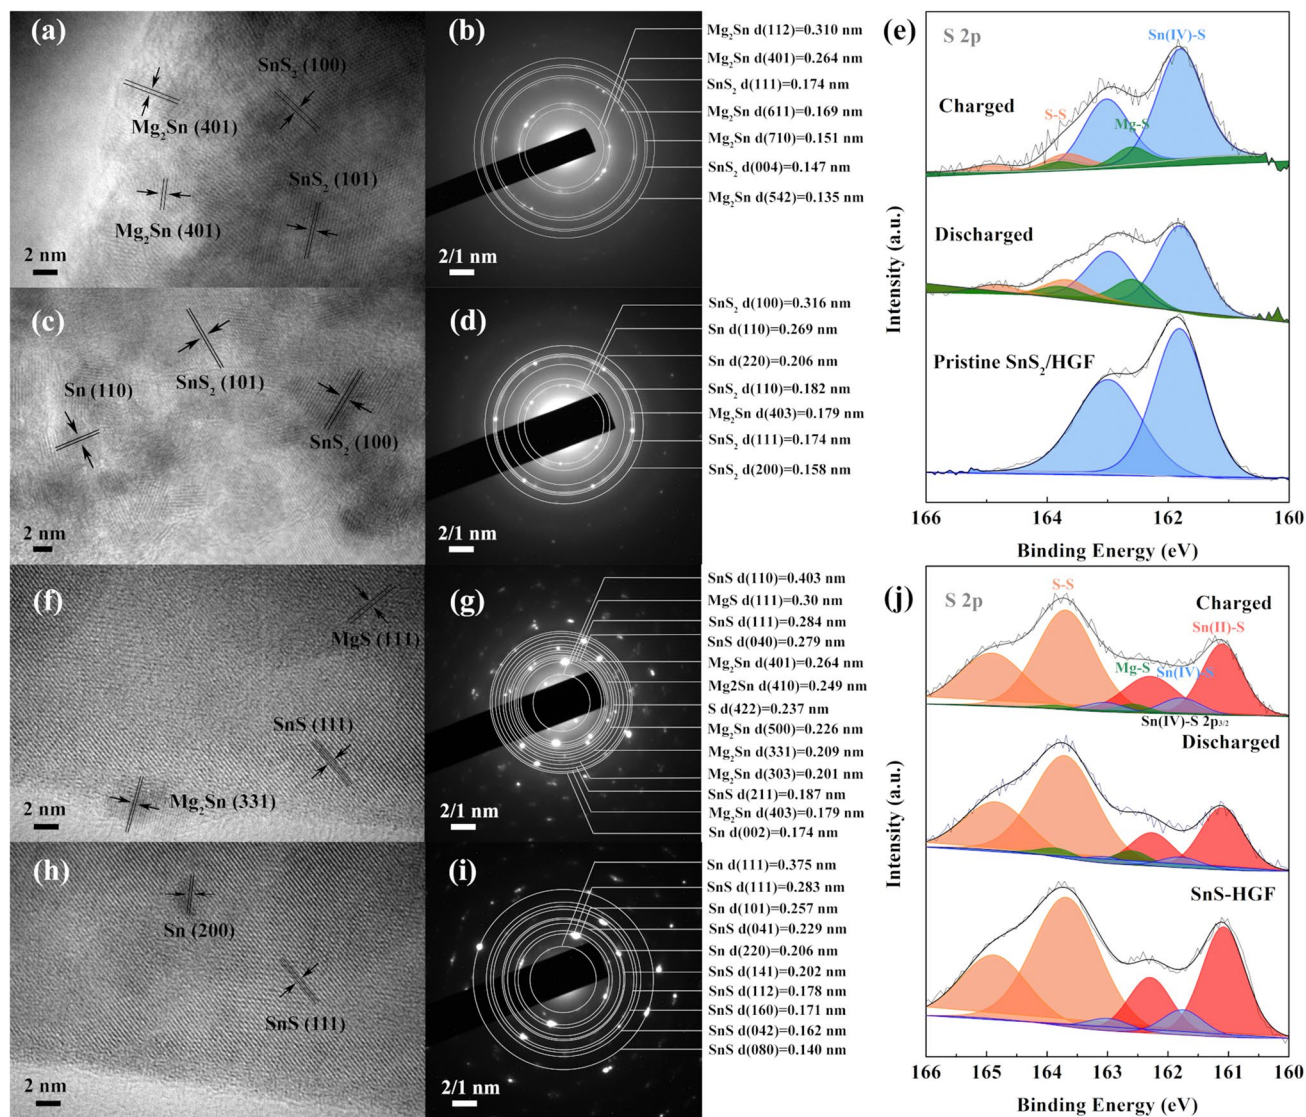 (a)
SnS₂ (100)
Mg₂Sn (401)
SnS₂ (101)
Mg₂Sn (401)
2 nm
(b)
2/1 nm
Mg₂Sn d(112)=0.310 nm
Mg₂Sn d(401)=0.264 nm
SnS₂ d(111)=0.174 nm
Mg₂Sn d(611)=0.169 nm
Mg₂Sn d(710)=0.151 nm
SnS₂ d(004)=0.147 nm
Mg₂Sn d(542)=0.135 nm
(c)
SnS₂ (101)
Sn (110)
SnS₂ (100)
2 nm
(d)
2/1 nm
SnS₂ d(100)=0.316 nm
Sn d(110)=0.269 nm
Sn d(220)=0.206 nm
SnS₂ d(110)=0.182 nm
Mg₂Sn d(403)=0.179 nm
SnS₂ d(111)=0.174 nm
SnS₂ d(200)=0.158 nm
(e)
S 2p
Sn(IV)-S
Charged
S-S
Mg-S
Discharged
Pristine SnS₂/HGF
Intensity (a.u.)
166 164 162 160
Binding Energy (eV)
(f)
MgS (111)
SnS (111)
Mg₂Sn (331)
2 nm
(g)
2/1 nm
SnS d(110)=0.403 nm
MgS d(111)=0.30 nm
SnS d(111)=0.284 nm
SnS d(040)=0.279 nm
Mg₂Sn d(401)=0.264 nm
Mg2Sn d(410)=0.249 nm
S d(422)=0.237 nm
Mg₂Sn d(500)=0.226 nm
Mg₂Sn d(331)=0.209 nm
Mg₂Sn d(303)=0.201 nm
SnS d(211)=0.187 nm
Mg₂Sn d(403)=0.179 nm
Sn d(002)=0.174 nm
(h)
Sn (200)
SnS (111)
2 nm
(i)
2/1 nm
Sn d(111)=0.375 nm
SnS d(111)=0.283 nm
Sn d(101)=0.257 nm
SnS d(041)=0.229 nm
Sn d(220)=0.206 nm
SnS d(141)=0.202 nm
SnS d(112)=0.178 nm
SnS d(160)=0.171 nm
SnS d(042)=0.162 nm
SnS d(080)=0.140 nm
(j)
S 2p
S-S
Charged
Sn(II)-S
Mg-S
Sn(IV)-S
Sn(IV)-S 2p₃/₂
Discharged
SnS-HGF
Intensity (a.u.)
166 165 164 163 162 161 160
Binding Energy (eV)